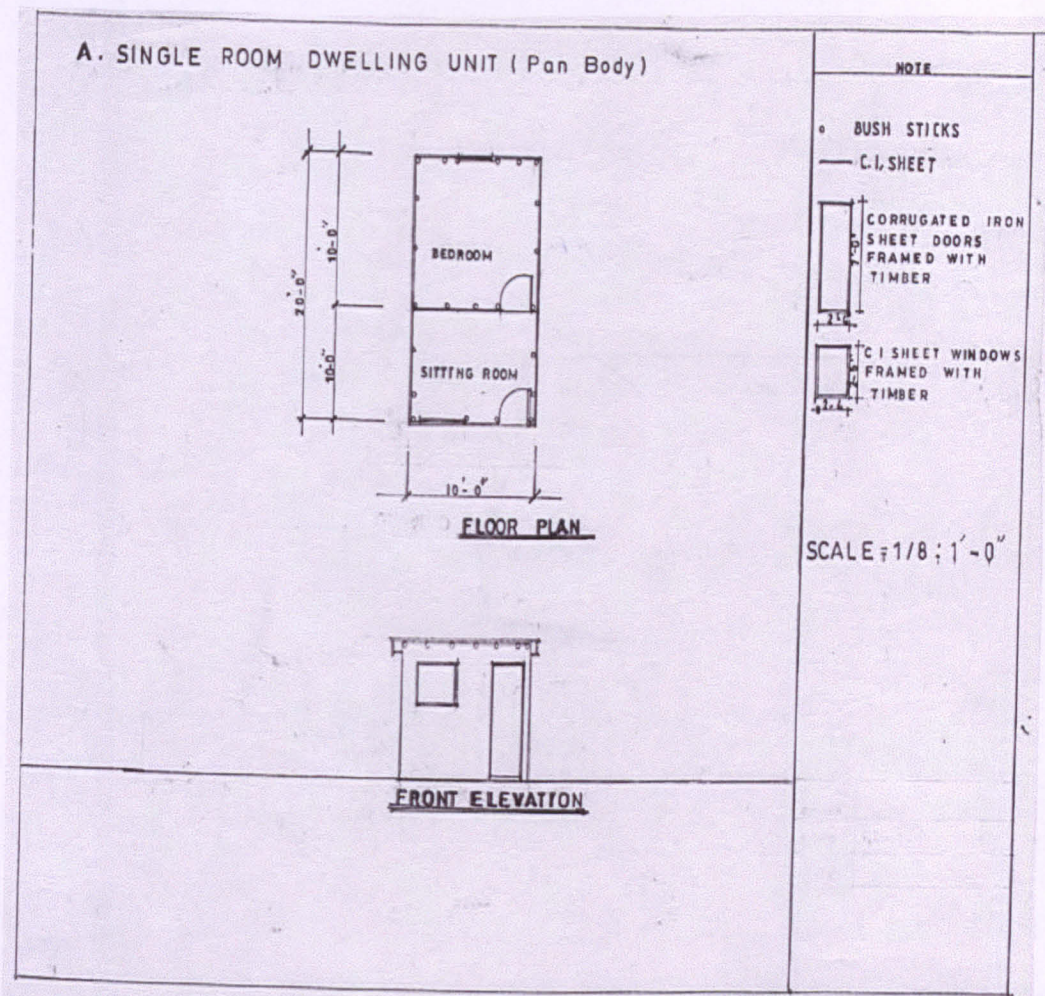 A. SINGLE ROOM DWELLING UNIT (Pan Body)
20'-0"
10'-0"
BEDROOM
10'-0
SITTING ROOM
10'-0"
FLOOR PLAN
FRONT ELEVATION
NOTE
BUSH STICKS
C.I. SHEET
CORRUGATED IRON
SHEET DOORS
FRAMED WITH
TIMBER
C I SHEET WINDOWS
FRAMED WITH
TIMBER
SCALE = 1/8 : 1'-0"